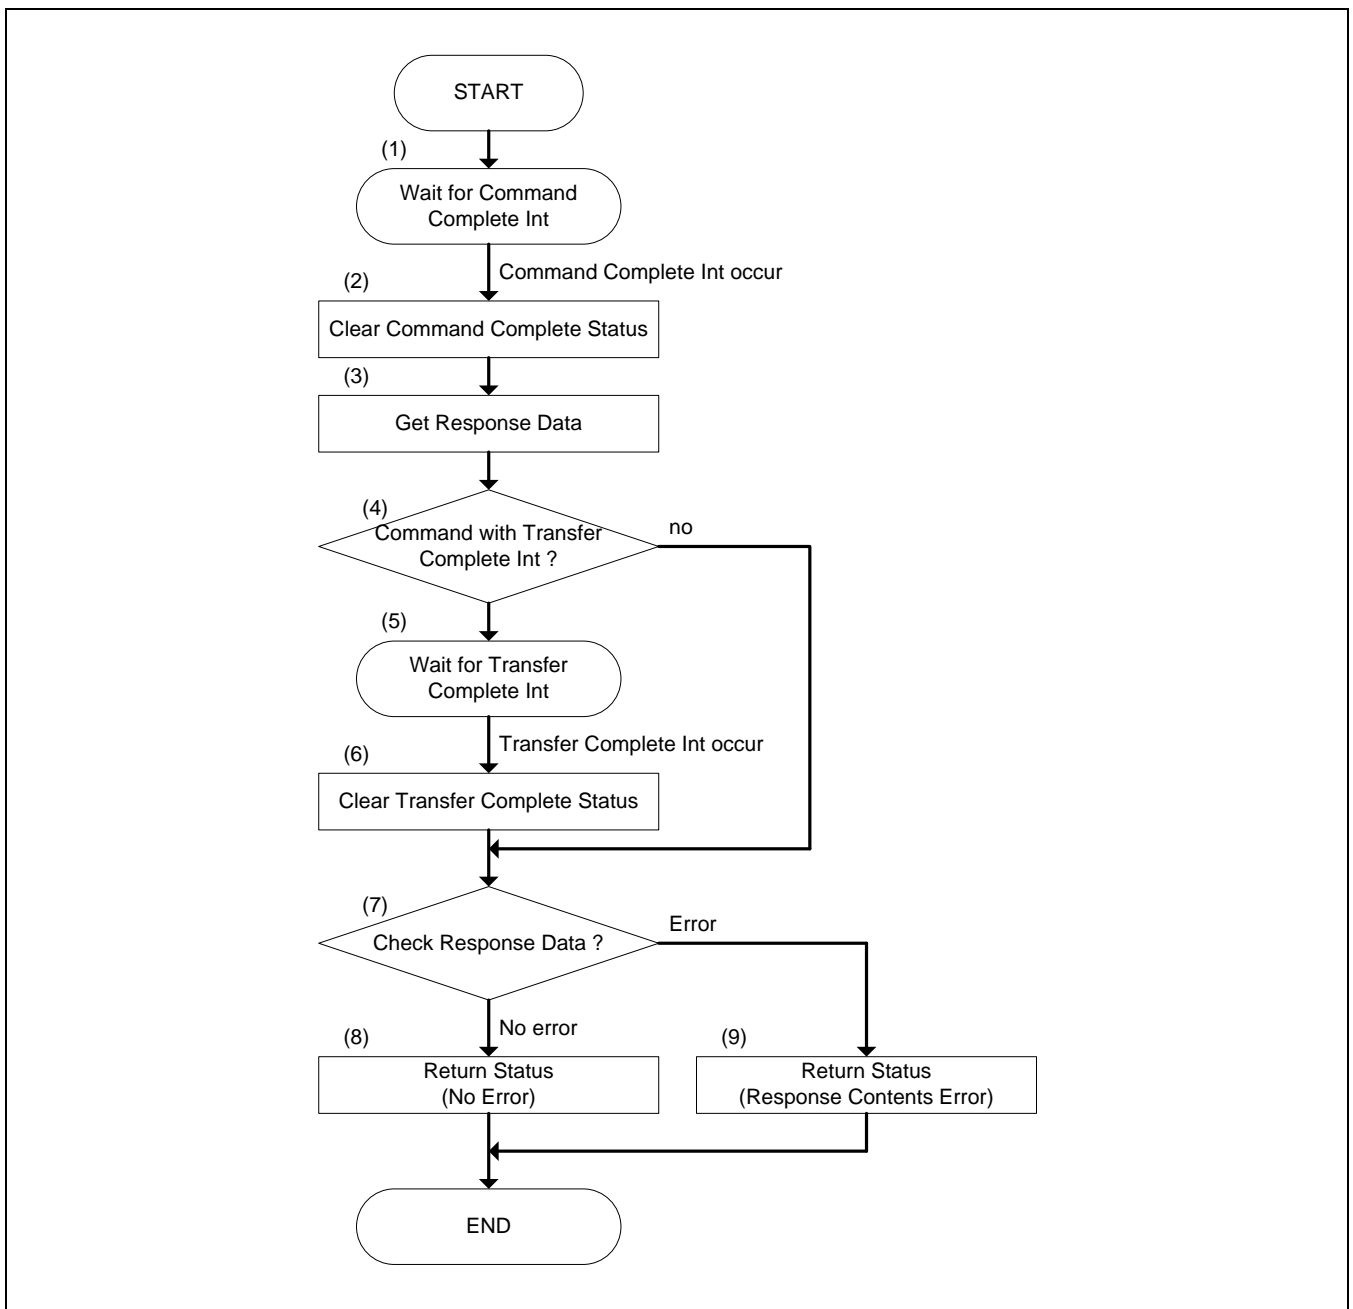 START
(1)
Wait for Command
Complete Int
Command Complete Int occur
(2)
Clear Command Complete Status
(3)
Get Response Data
(4)
Command with Transfer
Complete Int ?
no
(5)
Wait for Transfer
Complete Int
Transfer Complete Int occur
(6)
Clear Transfer Complete Status
(7)
Check Response Data ?
Error
No error
(8)
Return Status
(No Error)
(9)
Return Status
(Response Contents Error)
END